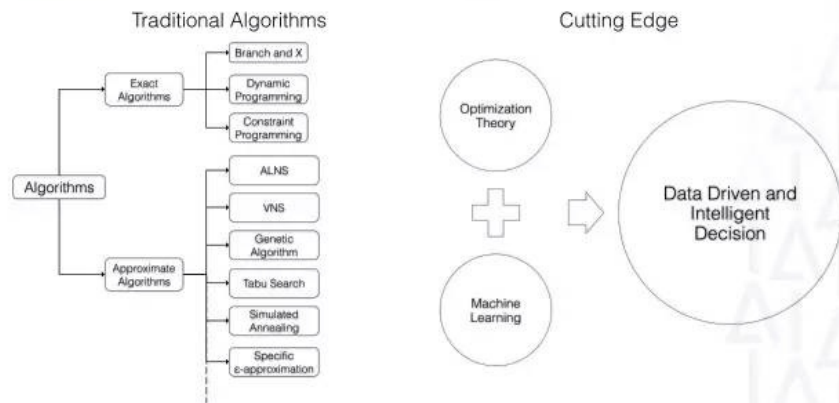 Traditional Algorithms
Cutting Edge
Algorithms
Exact
Algorithms
Branch and X
Dynamic
Programming
Constraint
Programming
Approximate
Algorithms
ALNS
VNS
Genetic
Algorithm
Tabu Search
Simulated
Annealing
Specific
ε-approximation
Optimization
Theory
Machine
Learning
Data Driven and
Intelligent
Decision